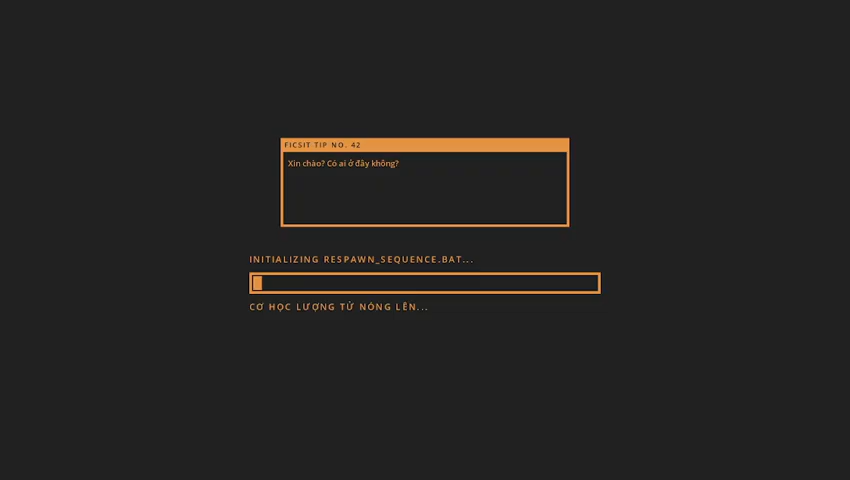 FICSIT TIP NO. 42
Xin chào? Có ai ở đây không?
INITIALIZING RESPAWN_SEQUENCE.BAT...
CƠ HỌC LƯỢNG TỬ NÓNG LÊN...